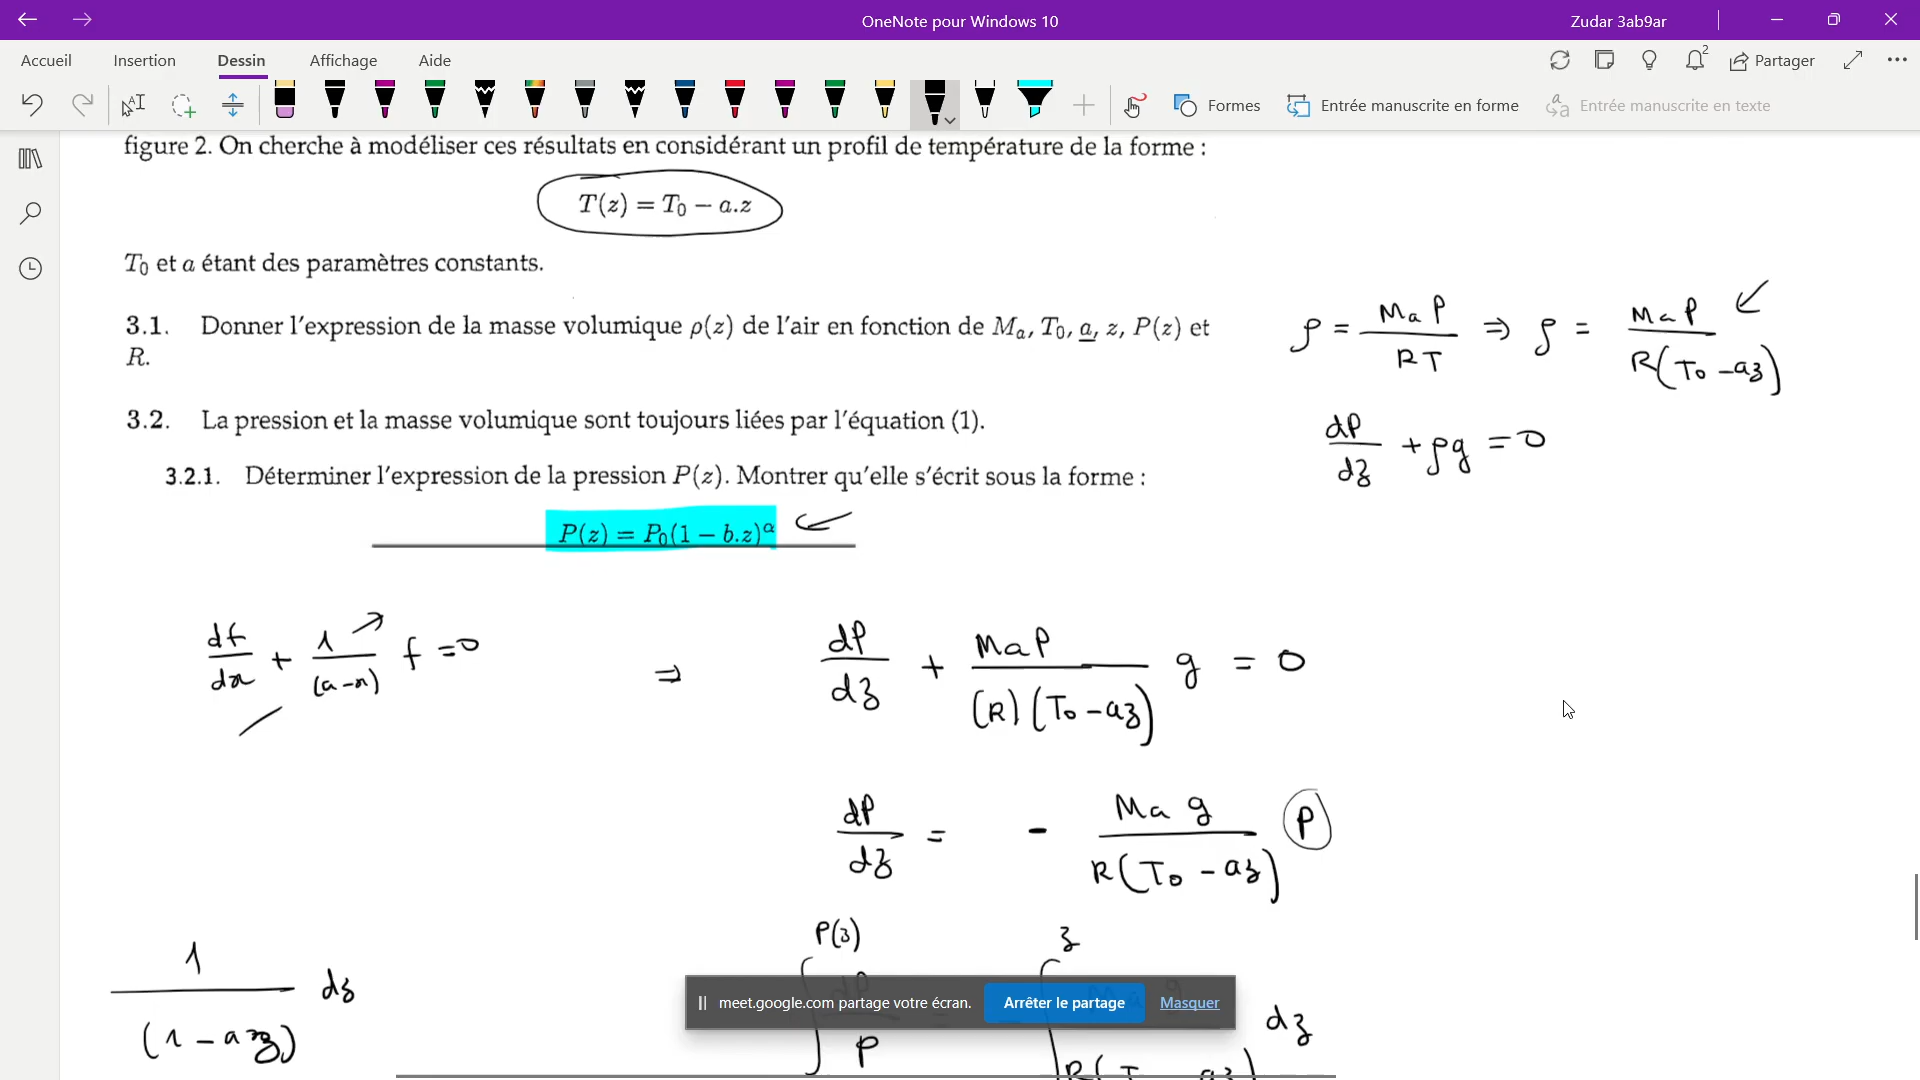 OneNote pour Windows 10
Zudar 3ab9ar
Accueil Insertion Dessin Affichage Aide
2 Partager
Formes Entrée manuscrite en forme Entrée manuscrite en texte
figure 2. On cherche à modéliser ces résultats en considérant un profil de température de la forme :
T(z) = T₀ − a.z
T₀ et a étant des paramètres constants.
3.1. Donner l'expression de la masse volumique ρ(z) de l'air en fonction de Mₐ, T₀, a, z, P(z) et
R.
ρ = Ma P / RT ⇒ ρ = Ma P / R(T₀ − az)
3.2. La pression et la masse volumique sont toujours liées par l'équation (1).
dP/dz + ρg = 0
3.2.1. Déterminer l'expression de la pression P(z). Montrer qu'elle s'écrit sous la forme :
P(z) = P₀(1 − b.z)^α
df/dx + 1/(a−x) f = 0 ⇒ dP/dz + Ma P / (R)(T₀ − az) g = 0
dP/dz = − Ma g / R(T₀ − az) P
P(z) z
1 / dz
dP / P = − dz
R(T az)
meet.google.com partage votre écran. Arrêter le partage Masquer